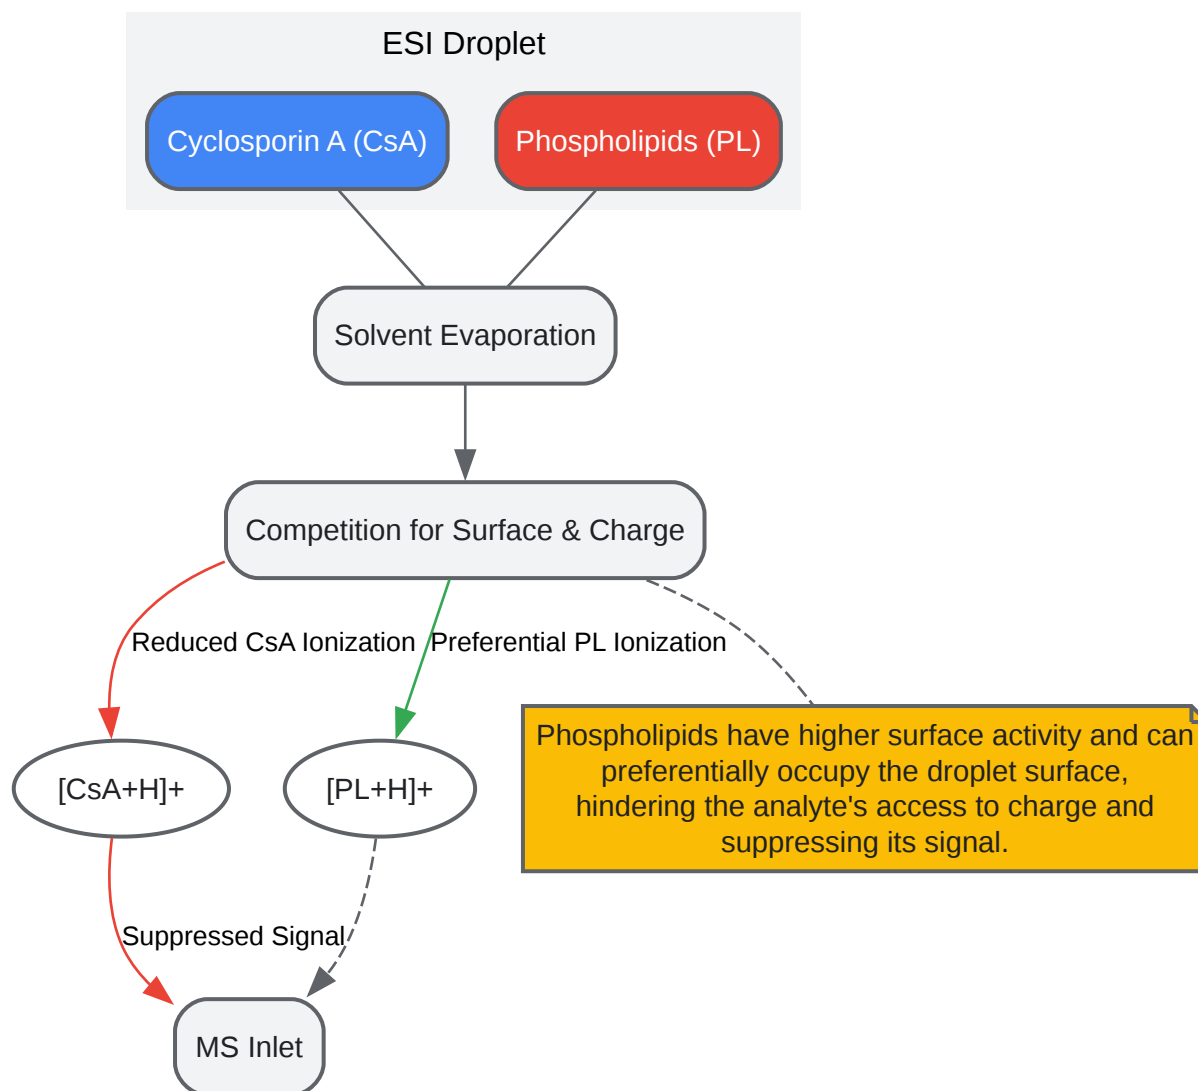 ESI Droplet
Cyclosporin A (CsA)
Phospholipids (PL)
Solvent Evaporation
Competition for Surface & Charge
Reduced CsA Ionization
Preferential PL Ionization
Phospholipids have higher surface activity and can
preferentially occupy the droplet surface,
hindering the analyte's access to charge and
suppressing its signal.
[CsA+H]+
[PL+H]+
Suppressed Signal
MS Inlet